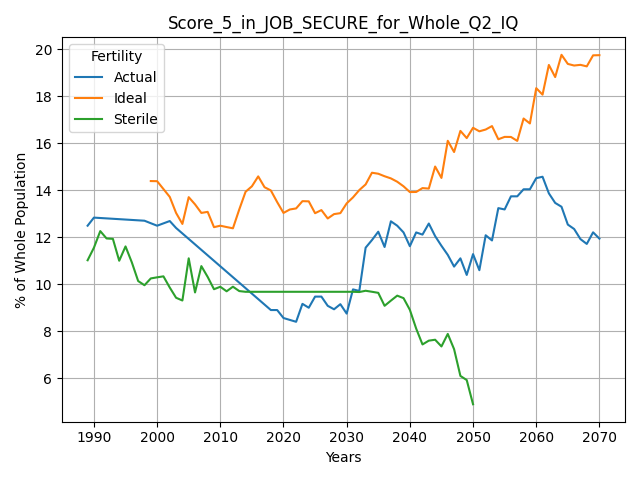 Score_5_in_JOB_SECURE_for_Whole_Q2_IQ
% of Whole Population
20
18
16
14
12
10
8
6
Fertility
Actual
Ideal
Sterile
1990 2000 2010 2020 2030 2040 2050 2060 2070
Years